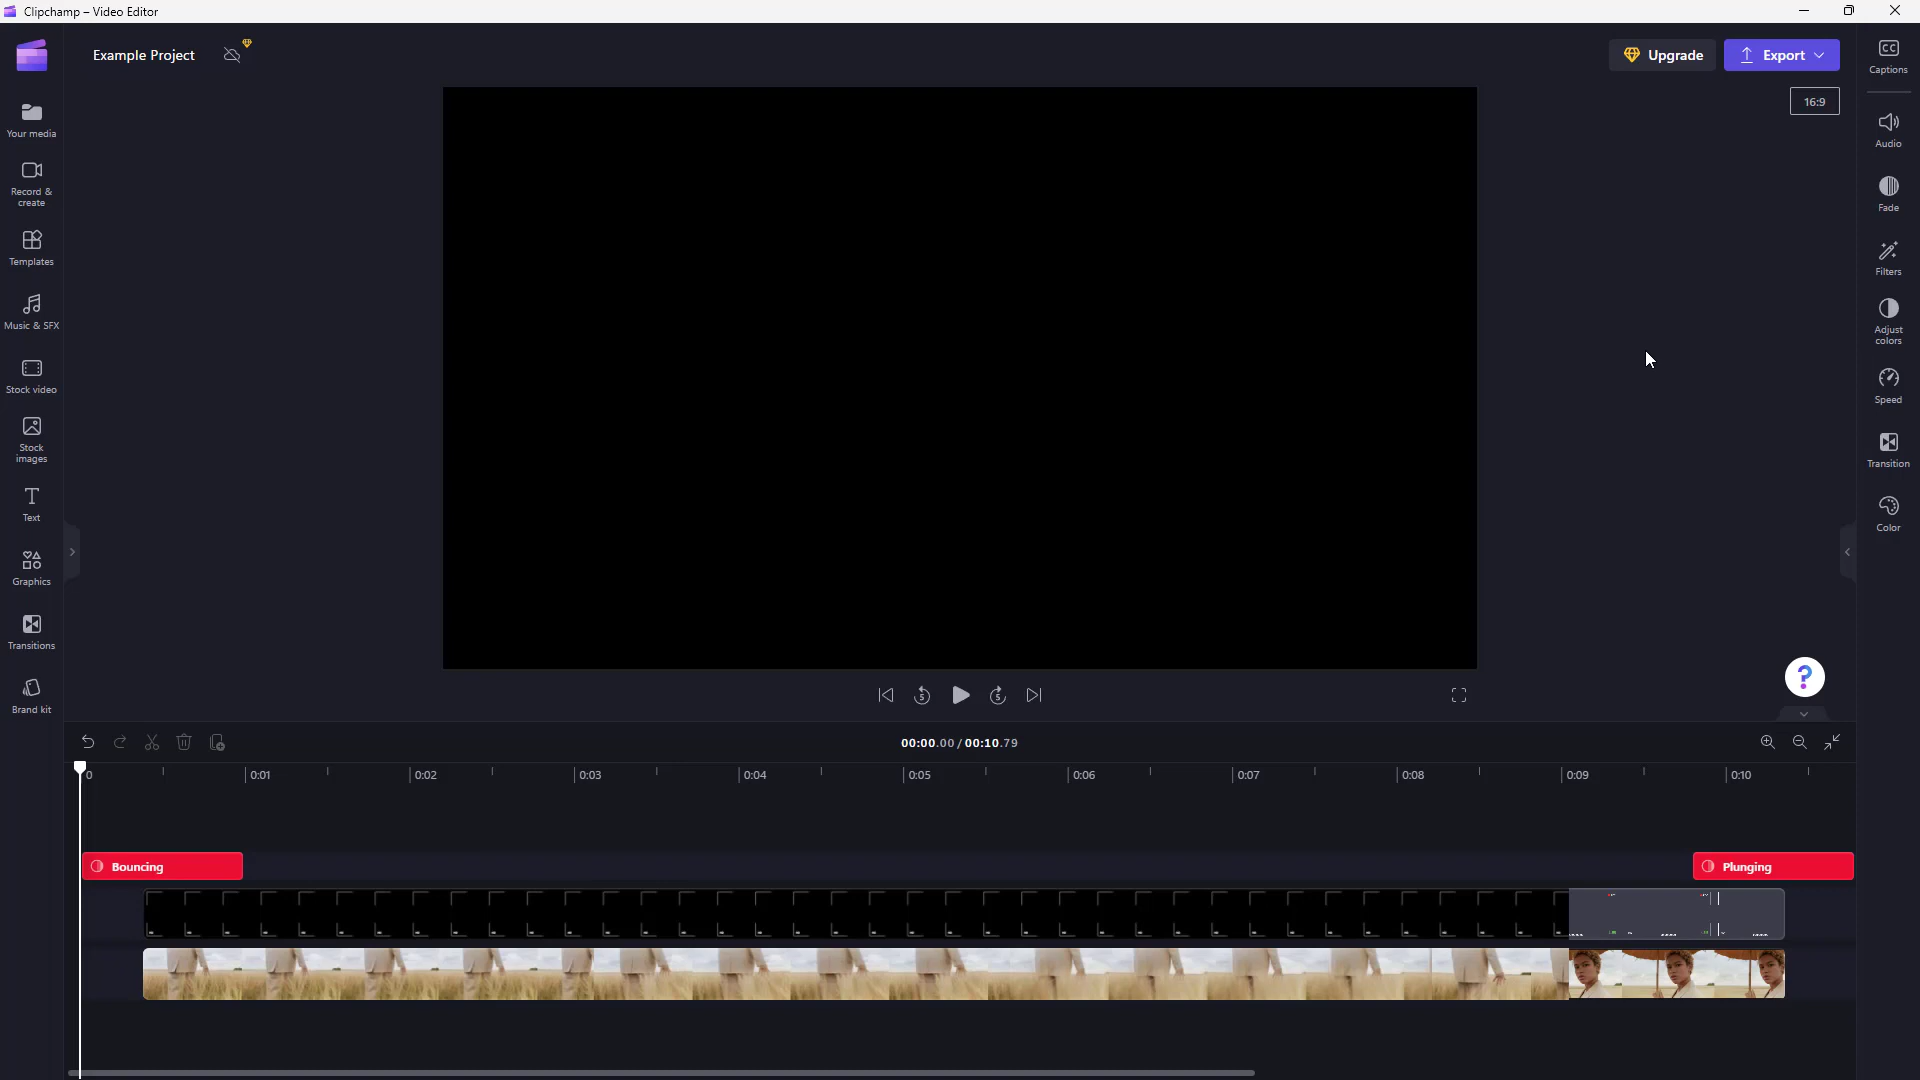 Clipchamp – Video Editor
Example Project
Upgrade
Export
16:9
Your media
Record &
create
Templates
Music & SFX
Stock video
Stock
images
Text
Graphics
Transitions
Brand kit
CC
Captions
Audio
Fade
Filters
Adjust
colors
Speed
Transition
Color
5
5
?
00:00.00 / 00:10.79
0
0:01
0:02
0:03
0:04
0:05
0:06
0:07
0:08
0:09
0:10
Bouncing
Plunging